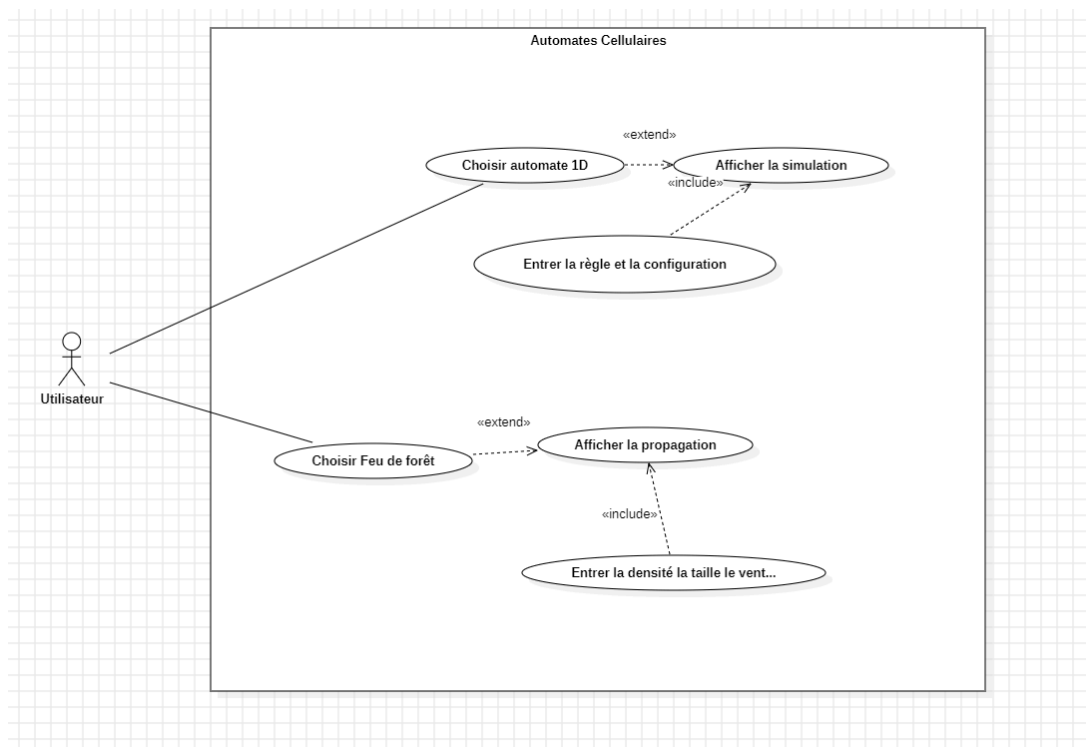 Automates Cellulaires
«extend»
Choisir automate 1D
Afficher la simulation
«include»
Entrer la règle et la configuration
Utilisateur
«extend»
Afficher la propagation
Choisir Feu de forêt
«include»
Entrer la densité la taille le vent...